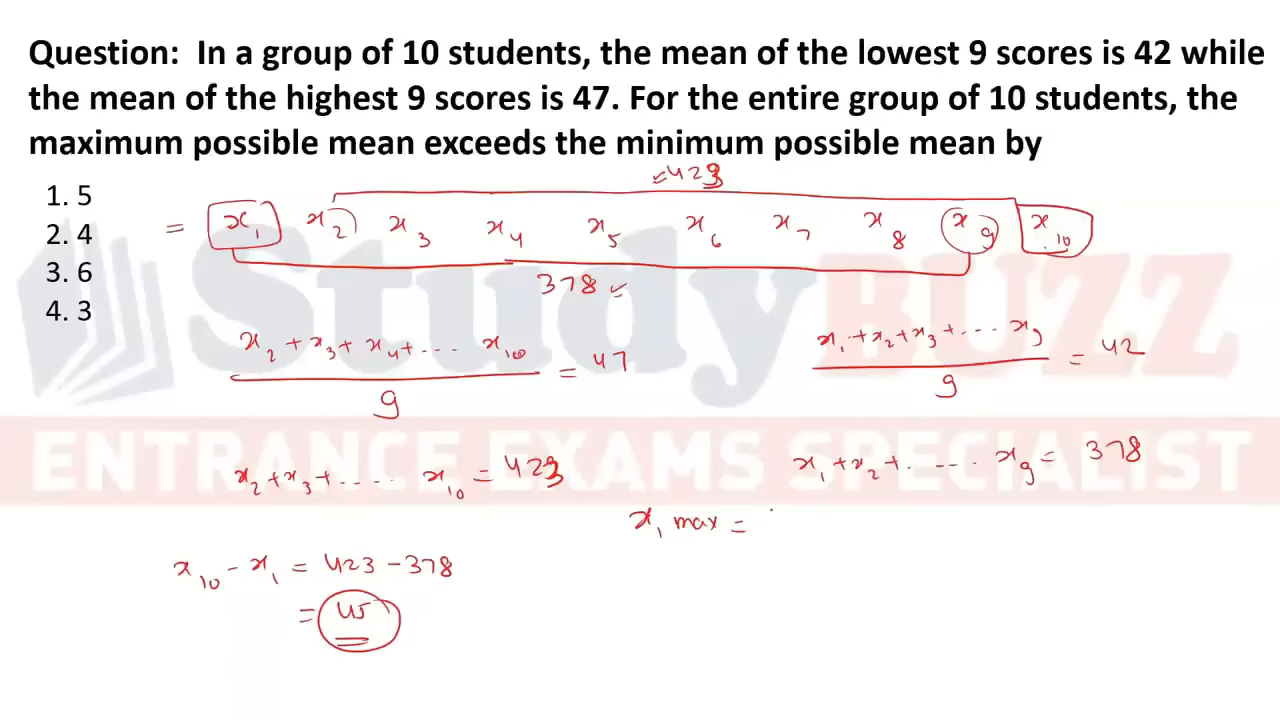 Question: In a group of 10 students, the mean of the lowest 9 scores is 42 while
the mean of the highest 9 scores is 47. For the entire group of 10 students, the
maximum possible mean exceeds the minimum possible mean by
1. 5
2. 4
3. 6
4. 3
423
= x₁ x₂ x₃ x₄ x₅ x₆ x₇ x₈ x₉ x₁₀
378
x₂ + x₃ + x₄ + ... x₁₀ / 9 = 47
x₁ + x₂ + x₃ + ... x₉ / 9 = 42
x₂ + x₃ + .... x₁₀ = 423
x₁ + x₂ + ..... x₉ = 378
x₁ max =
x₁₀ - x₁ = 423 - 378
= 45
StudyBUZZ
ENTRANCE EXAMS SPECIALIST